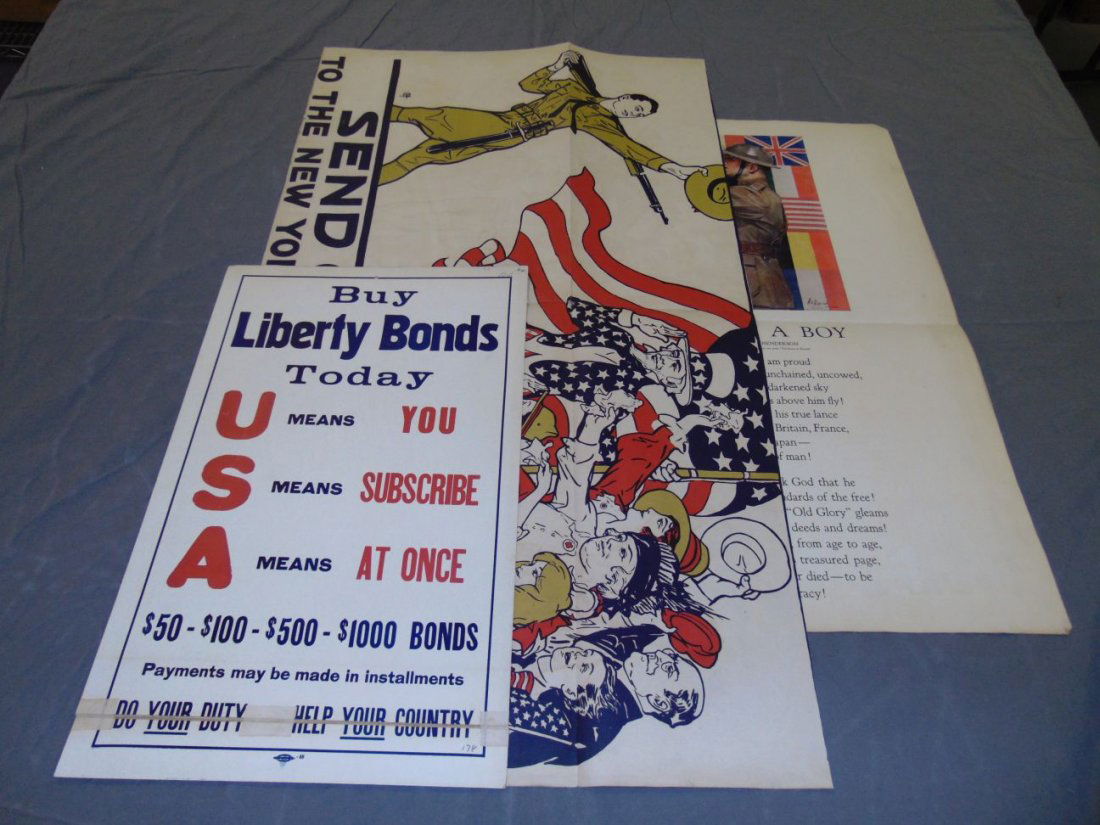 Buy
Liberty Bonds
Today
U MEANS YOU
S MEANS SUBSCRIBE
A MEANS AT ONCE
$50 - $100 - $500 - $1000 BONDS
Payments may be made in installments
DO YOUR DUTY HELP YOUR COUNTRY
178
SEND
TO THE NEW YO
A BOY
HENDERSON
am proud
unchained, uncowed,
darkened sky
s above him fly!
his true lance
Britain, France,
apan—
of man!
k God that he
ndards of the free!
"Old Glory" gleams
deeds and dreams!
from age to age,
treasured page,
r died—to be
racy!